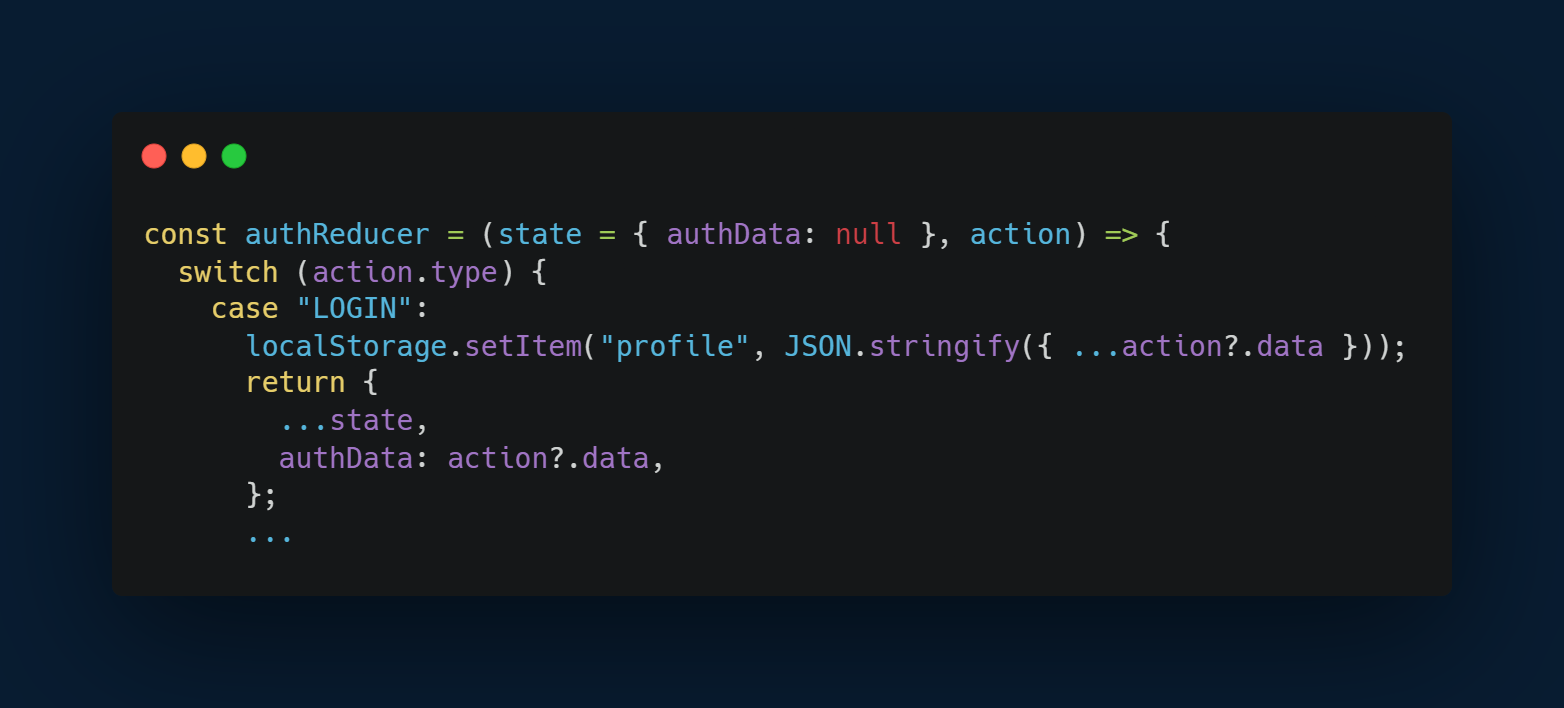 const authReducer = (state = { authData: null }, action) => {
  switch (action.type) {
    case "LOGIN":
      localStorage.setItem("profile", JSON.stringify({ ...action?.data }));
      return {
        ...state,
        authData: action?.data,
      };
      ...